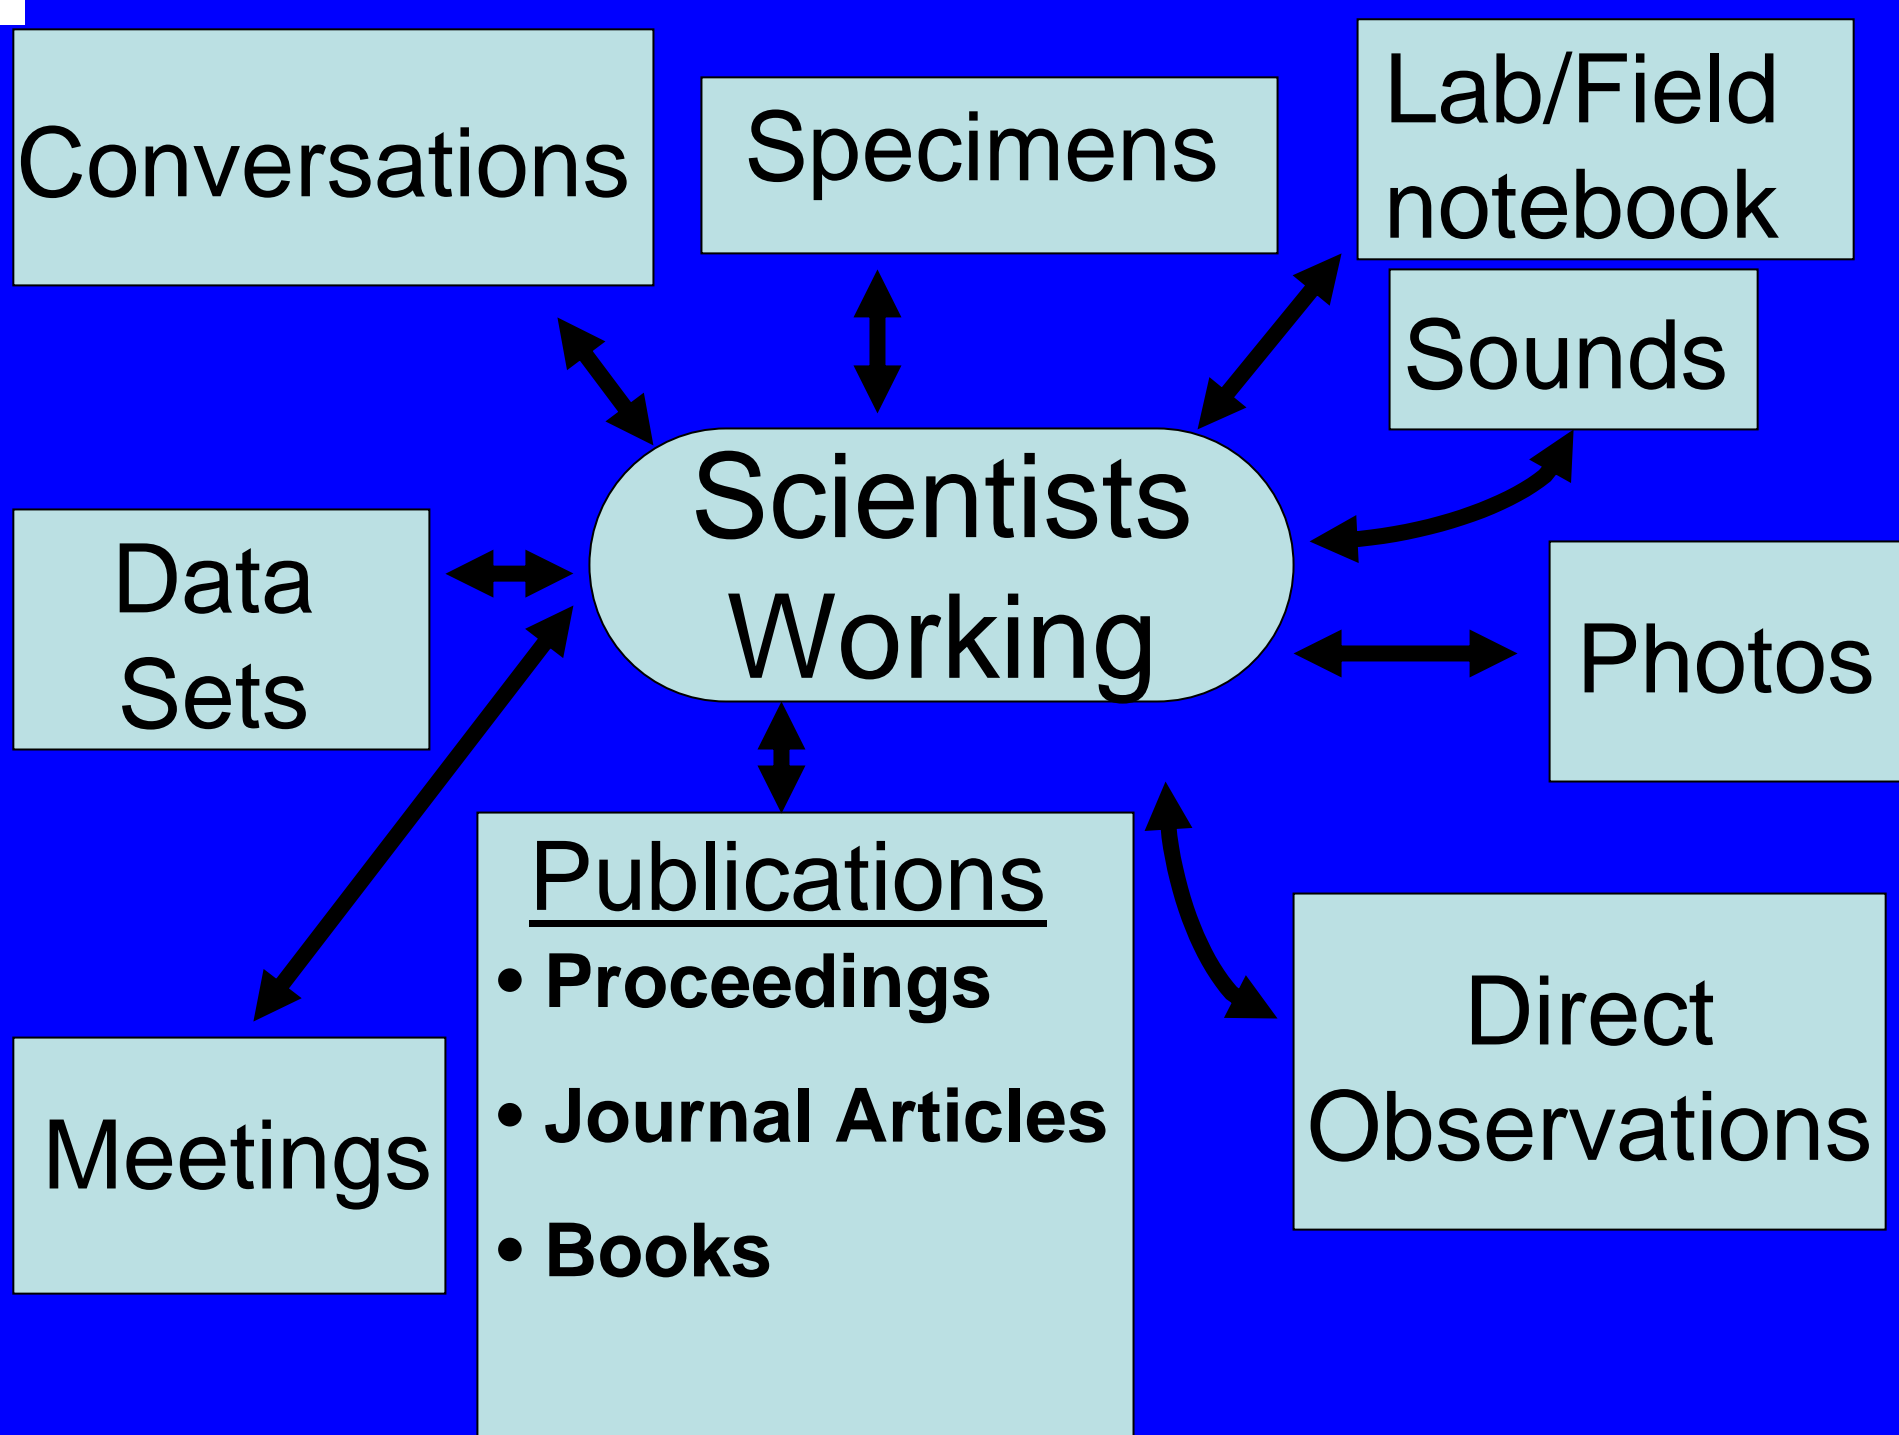 Conversations
Specimens
Lab/Field
notebook
Sounds
Scientists
Working
Data
Sets
Photos
Publications
• Proceedings
• Journal Articles
• Books
Direct
Observations
Meetings